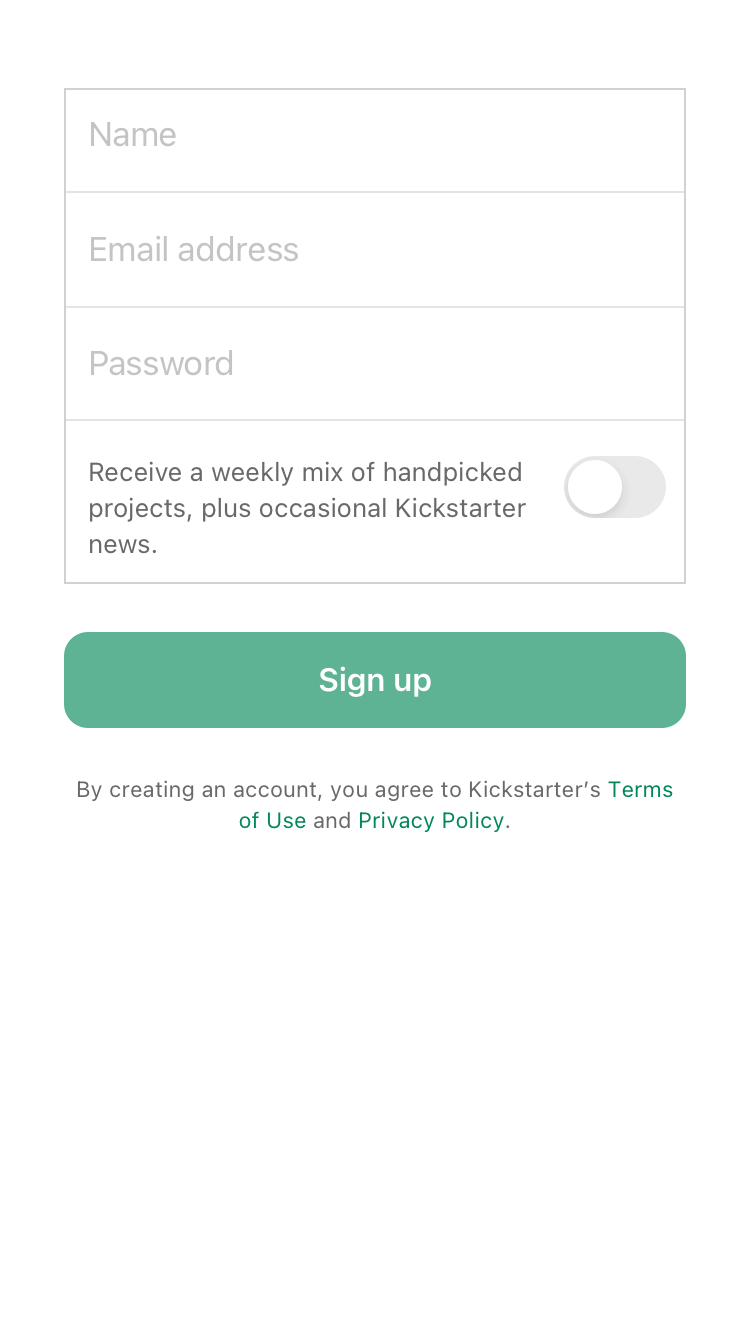 Name
Email address
Password
Receive a weekly mix of handpicked
projects, plus occasional Kickstarter
news.
Sign up
By creating an account, you agree to Kickstarter’s Terms
of Use and Privacy Policy.